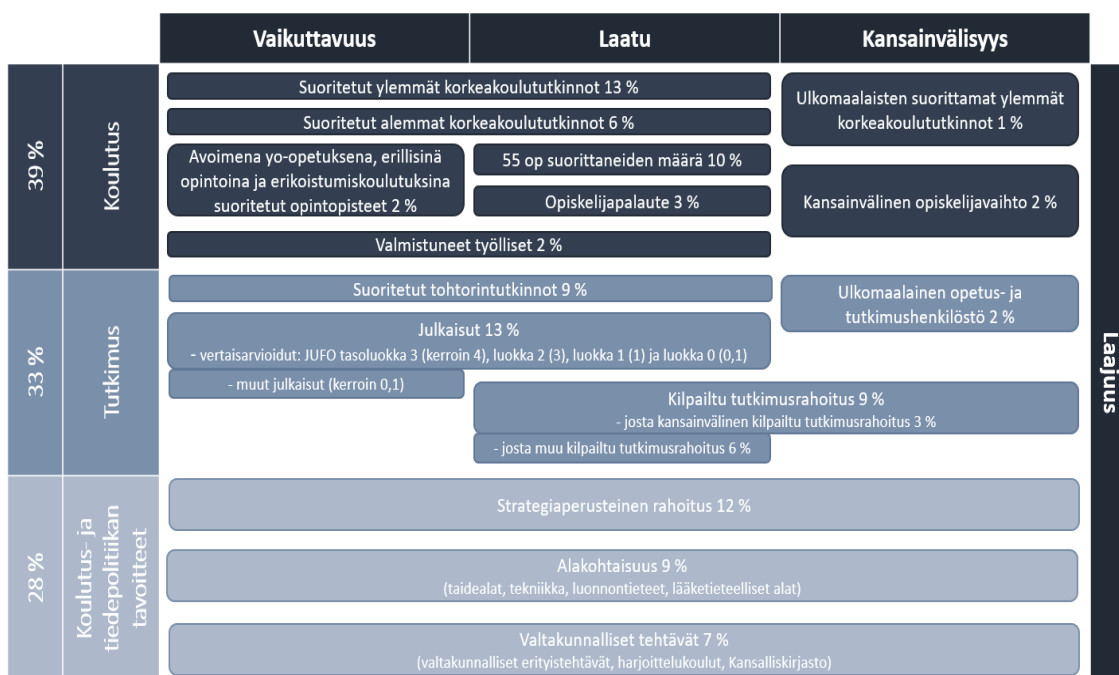 Vaikuttavuus
Laatu
Kansainvälisyys
39 %
Koulutus
Suoritetut ylemmät korkeakoulututkinnot 13 %
Suoritetut alemmat korkeakoulututkinnot 6 %
Avoimena yo-opetuksena, erillisinä
opintoina ja erikoistumiskoulutuksina
suoritetut opintopisteet 2 %
55 op suorittaneiden määrä 10 %
Opiskelijapalaute 3 %
Valmistuneet työlliset 2 %
Ulkomaalaisten suorittamat ylemmät
korkeakoulututkinnot 1 %
Kansainvälinen opiskelijavaihto 2 %
33 %
Tutkimus
Suoritetut tohtorintutkinnot 9 %
Julkaisut 13 %
- vertaisarvioidut: JUFO tasoluokka 3 (kerroin 4), luokka 2 (3), luokka 1 (1) ja luokka 0 (0,1)
- muut julkaisut (kerroin 0,1)
Ulkomaalainen opetus- ja
tutkimushenkilöstö 2 %
Kilpailtu tutkimusrahoitus 9 %
- josta kansainvälinen kilpailtu tutkimusrahoitus 3 %
- josta muu kilpailtu tutkimusrahoitus 6 %
28 %
Koulutus- ja
tiedepolitiikan
tavoitteet
Strategiaperusteinen rahoitus 12 %
Alakohtaisuus 9 %
(taidealat, tekniikka, luonnontieteet, lääketieteelliset alat)
Valtakunnalliset tehtävät 7 %
(valtakunnalliset erityistehtävät, harjoittelukoulut, Kansalliskirjasto)
Laajuus